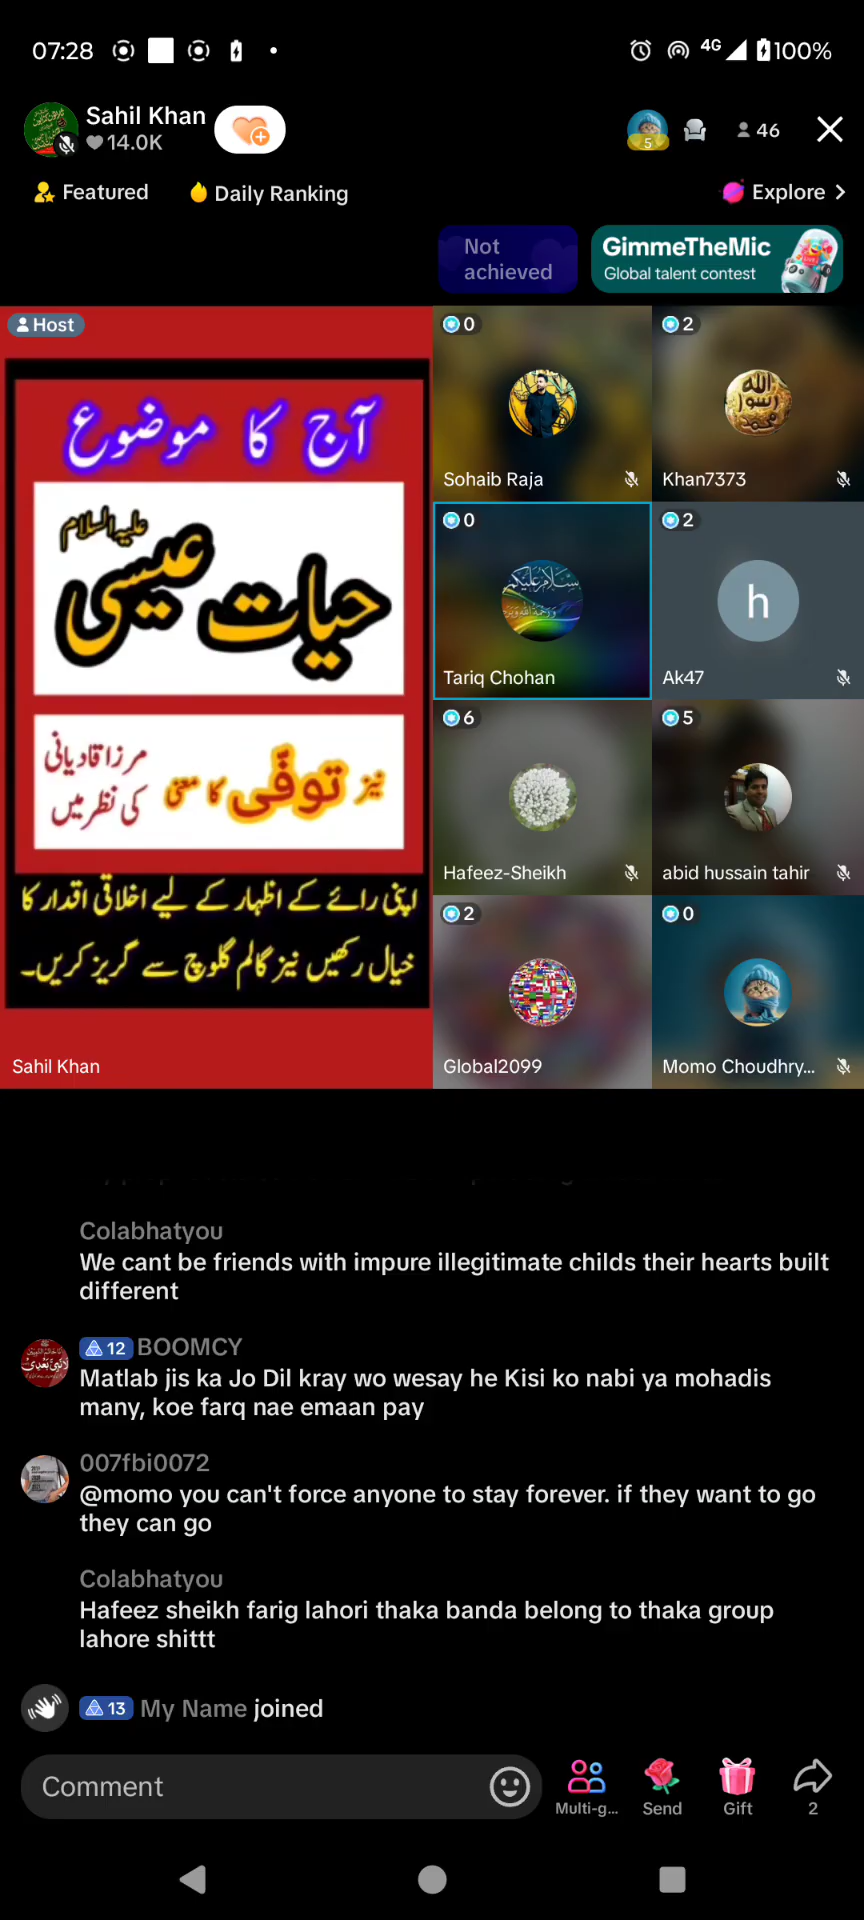 07:28
4G
100%
Sahil Khan
14.0K
5
46
Featured
Daily Ranking
Explore
Not
achieved
GimmeTheMic
Global talent contest
Host
آج کا موضوع
حیات عیسی علیہ السلام
نیز توفّی کا معنی
مرزا قادیانی
کی نظر میں
اپنی رائے کے اظہار کے لیے اخلاقی اقدار کا
خیال رکھیں نیز گالم گلوچ سے گریز کریں۔
Sahil Khan
0
Sohaib Raja
2
الله
رسول
محمد
Khan7373
0
Tariq Chohan
2
h
Ak47
6
Hafeez-Sheikh
5
abid hussain tahir
2
Global2099
0
Momo Choudhry...
Colabhatyou
We cant be friends with impure illegitimate childs their hearts built
different
12 BOOMCY
Matlab jis ka Jo Dil kray wo wesay he Kisi ko nabi ya mohadis
many, koe farq nae emaan pay
007fbi0072
@momo you can't force anyone to stay forever. if they want to go
they can go
Colabhatyou
Hafeez sheikh farig lahori thaka banda belong to thaka group
lahore shittt
13 My Name joined
Comment
Multi-g...
Send
Gift
2